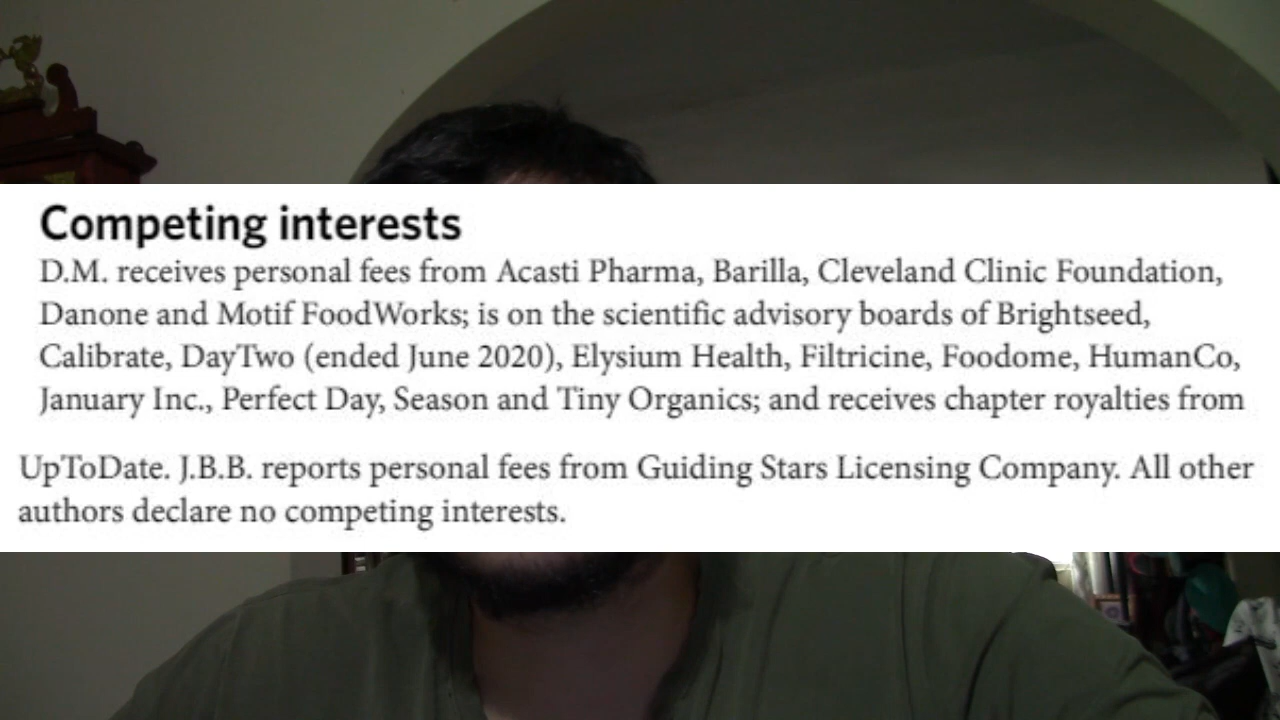 Competing interests
D.M. receives personal fees from Acasti Pharma, Barilla, Cleveland Clinic Foundation,
Danone and Motif FoodWorks; is on the scientific advisory boards of Brightseed,
Calibrate, DayTwo (ended June 2020), Elysium Health, Filtricine, Foodome, HumanCo,
January Inc., Perfect Day, Season and Tiny Organics; and receives chapter royalties from
UpToDate. J.B.B. reports personal fees from Guiding Stars Licensing Company. All other
authors declare no competing interests.